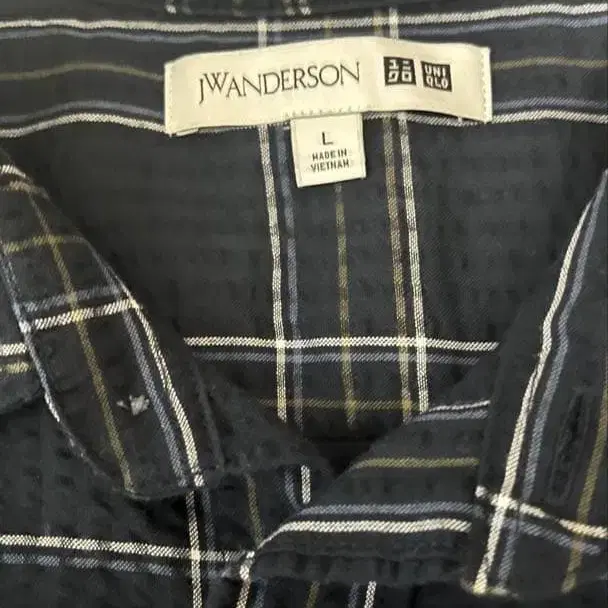 JWANDERSON
ユニ
クロ
UNI
QLO
L
MADE IN
VIETNAM